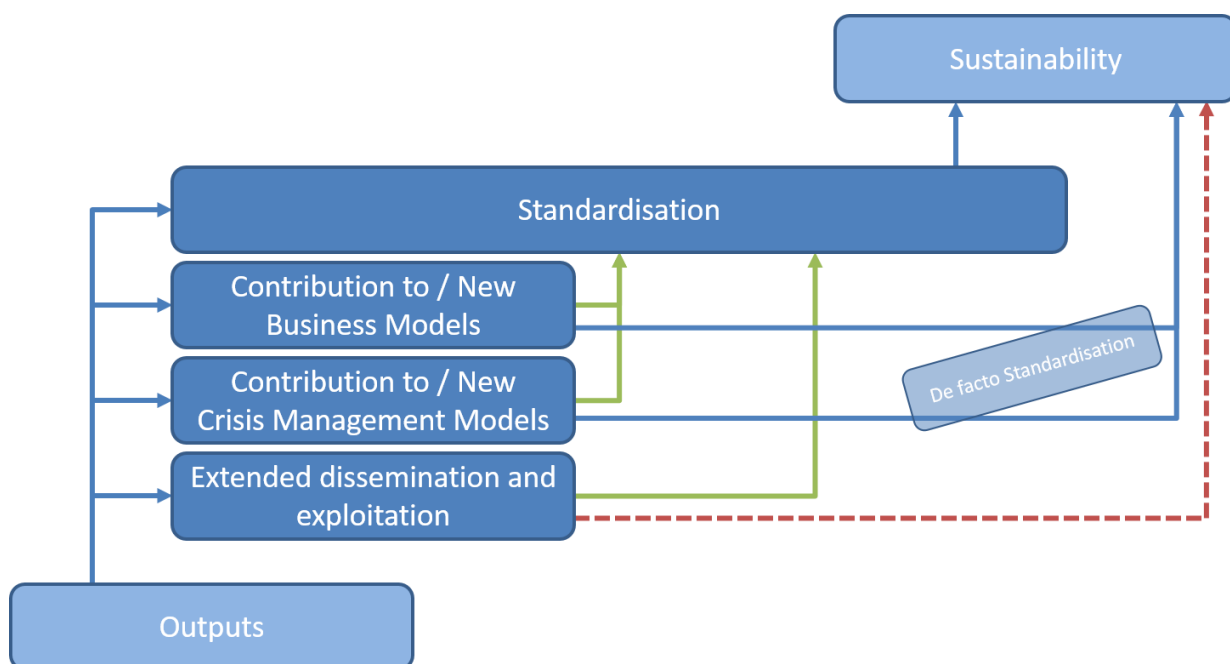 Sustainability
Standardisation
Contribution to / New
Business Models
De facto Standardisation
Contribution to / New
Crisis Management Models
Extended dissemination and
exploitation
Outputs